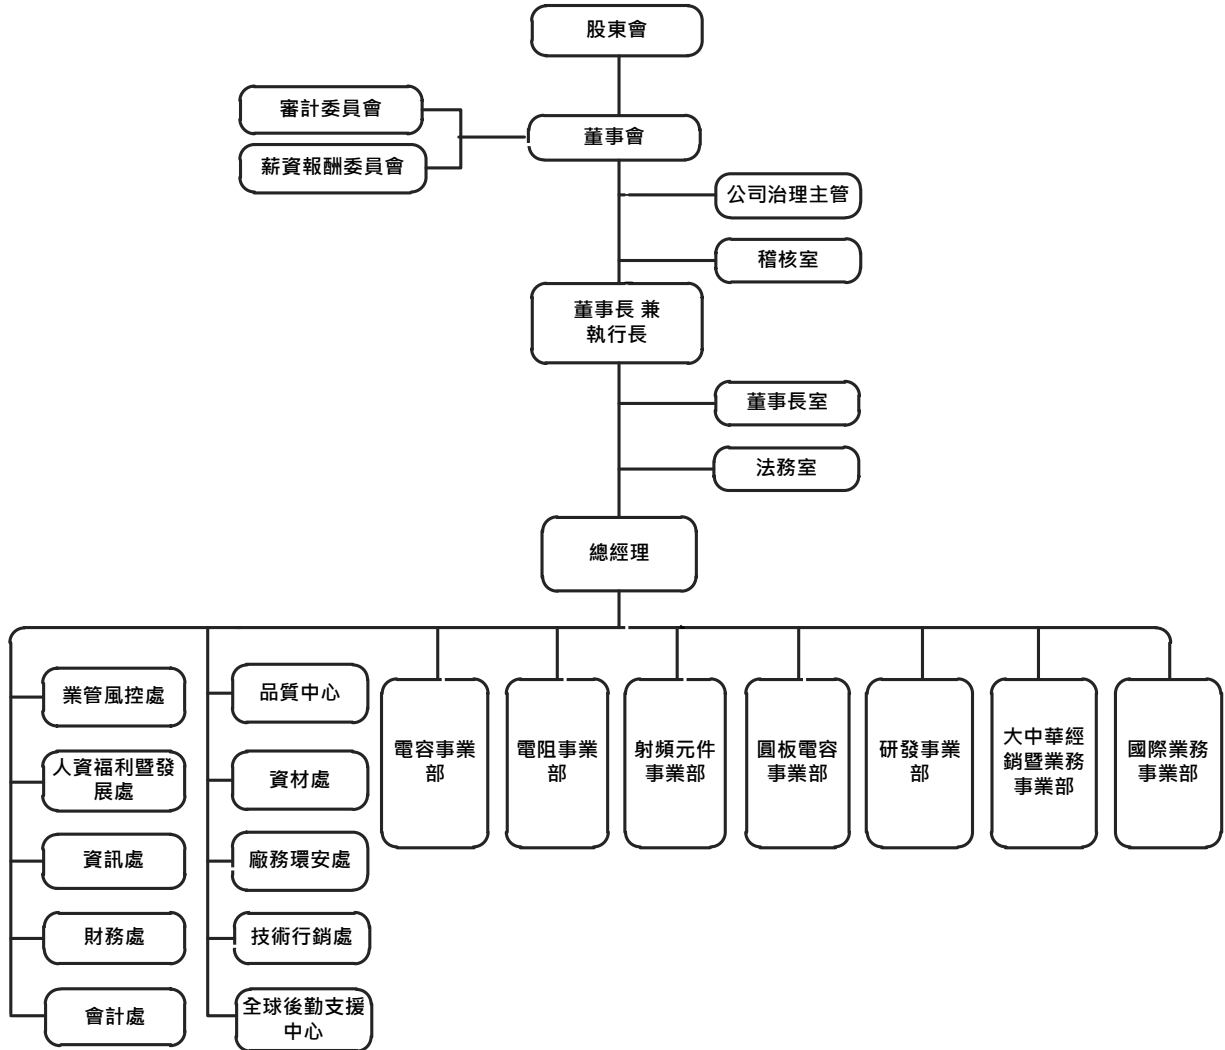 股東會
審計委員會
董事會
薪資報酬委員會
公司治理主管
稽核室
董事長 兼
執行長
董事長室
法務室
總經理
業管風控處
人資福利暨發
展處
資訊處
財務處
會計處
品質中心
資材處
廠務環安處
技術行銷處
全球後勤支援
中心
電容事業
部
電阻事業
部
射頻元件
事業部
圓板電容
事業部
研發事業
部
大中華經
銷暨業務
事業部
國際業務
事業部